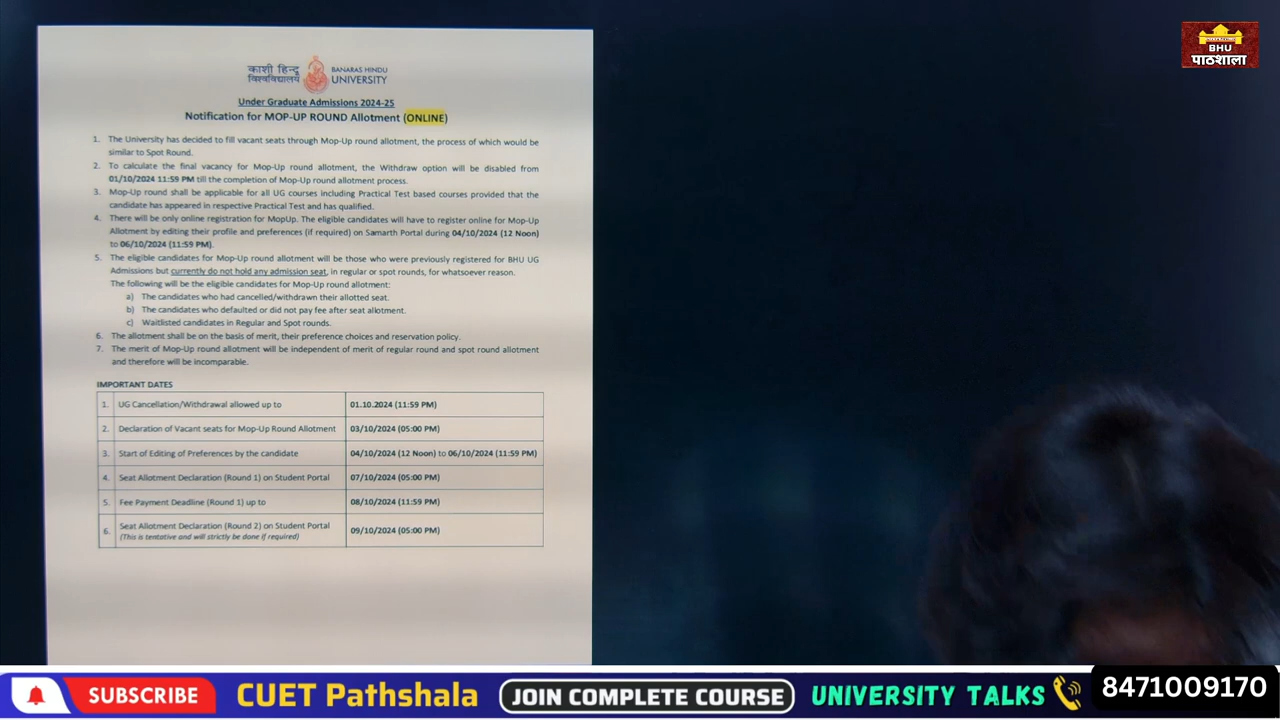 BHU
पाठशाला
काशी हिन्दू
विश्वविद्यालय
BANARAS HINDU
UNIVERSITY
Under Graduate Admissions 2024-25
Notification for MOP-UP ROUND Allotment (ONLINE)
1. The University has decided to fill vacant seats through Mop-Up round allotment, the process of which would be
similar to Spot Round.
2. To calculate the final vacancy for Mop-Up round allotment, the Withdraw option will be disabled from
01/10/2024 11:59 PM till the completion of Mop-Up round allotment process.
3. Mop-Up round shall be applicable for all UG courses including Practical Test based courses provided that the
candidate has appeared in respective Practical Test and has qualified.
4. There will be only online registration for MopUp. The eligible candidates will have to register online for Mop-Up
Allotment by editing their profile and preferences (if required) on Samarth Portal during 04/10/2024 (12 Noon)
to 06/10/2024 (11:59 PM).
5. The eligible candidates for Mop-Up round allotment will be those who were previously registered for BHU UG
Admissions but currently do not hold any admission seat, in regular or spot rounds, for whatsoever reason.
The following will be the eligible candidates for Mop-Up round allotment:
a) The candidates who had cancelled/withdrawn their allotted seat.
b) The candidates who defaulted or did not pay fee after seat allotment.
c) Waitlisted candidates in Regular and Spot rounds.
6. The allotment shall be on the basis of merit, their preference choices and reservation policy.
7. The merit of Mop-Up round allotment will be independent of merit of regular round and spot round allotment
and therefore will be incomparable.
IMPORTANT DATES
1. UG Cancellation/Withdrawal allowed up to 01.10.2024 (11:59 PM)
2. Declaration of Vacant seats for Mop-Up Round Allotment 03/10/2024 (05:00 PM)
3. Start of Editing of Preferences by the candidate 04/10/2024 (12 Noon) to 06/10/2024 (11:59 PM)
4. Seat Allotment Declaration (Round 1) on Student Portal 07/10/2024 (05:00 PM)
5. Fee Payment Deadline (Round 1) up to 08/10/2024 (11:59 PM)
6. Seat Allotment Declaration (Round 2) on Student Portal 09/10/2024 (05:00 PM)
(This is tentative and will strictly be done if required)
SUBSCRIBE CUET Pathshala JOIN COMPLETE COURSE UNIVERSITY TALKS 8471009170